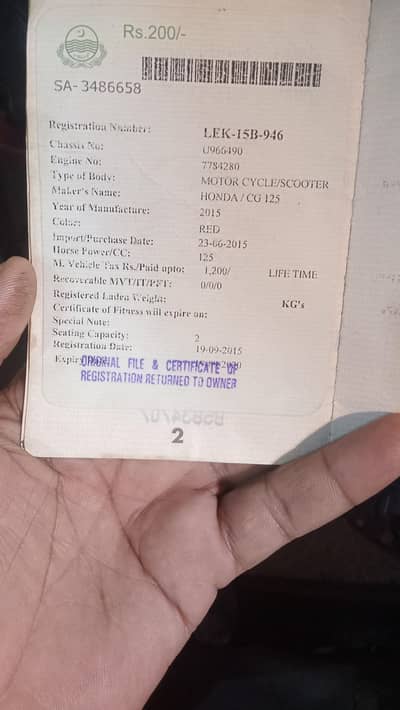 Rs.200/-
SA-3486658
Registration Number: LEK-15B-946
Chassis No: U966490
Engine No: 7784280
Type of Body: MOTOR CYCLE/SCOOTER
Maker's Name: HONDA / CG 125
Year of Manufacture: 2015
Color: RED
Import/Purchase Date: 23-06-2015
Horse Power/CC: 125
M. Vehicle Tax Rs./Paid upto: 1,200/ LIFE TIME
Recoverable MVT/IT/PFT: 0/0/0
Registered Laden Weight: KG's
Certificate of Fitness will expire on:
Special Note:
Seating Capacity: 2
Registration Date: 19-09-2015
Expiry
ORIGINAL FILE & CERTIFICATE OF
REGISTRATION RETURNED TO OWNER
2